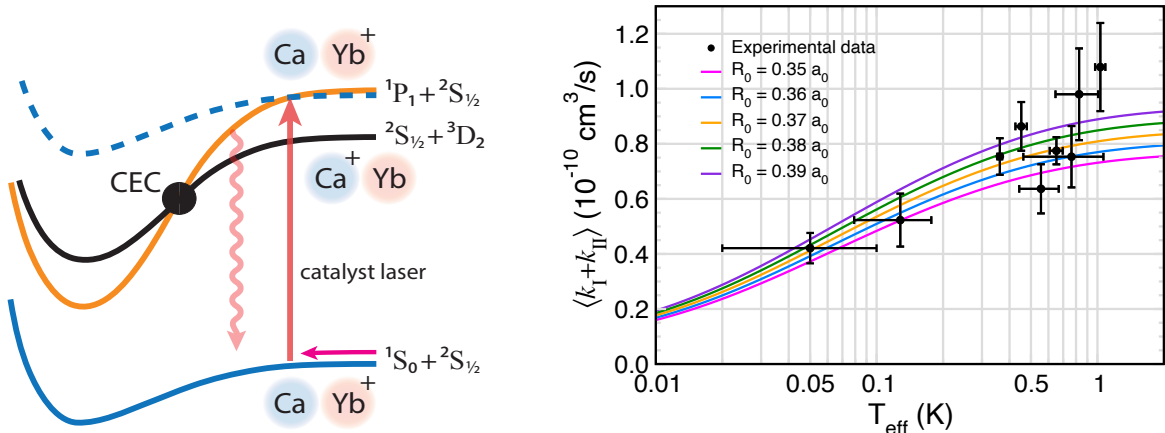 Ca Yb+
¹P₁+²S½
²S½+³D₂
CEC
Ca+ Yb
catalyst laser
¹S₀+²S½
Ca Yb+
⟨k_I+k_II⟩ (10⁻¹⁰ cm³/s)
1.2
1.0
0.8
0.6
0.4
0.2
0.0
Experimental data
R₀ = 0.35 a₀
R₀ = 0.36 a₀
R₀ = 0.37 a₀
R₀ = 0.38 a₀
R₀ = 0.39 a₀
0.01 0.05 0.1 0.5 1
T_eff (K)